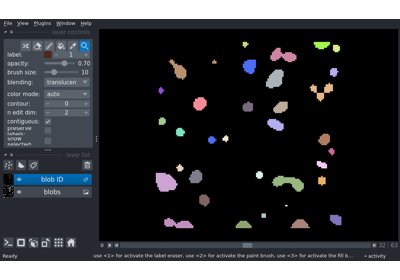 File View Plugins Window Help
layer controls
label: 1
opacity: 0.70
brush size: 10
blending: translucen
color mode: auto
contour: 0
n edit dim: 2
contiguous:
preserve labels:
show selected:
layer list
blob ID
blobs
32 63
Ready use <1> for activate the label eraser, use <2> for activate the paint brush, use <3> for activate the fill b... activity